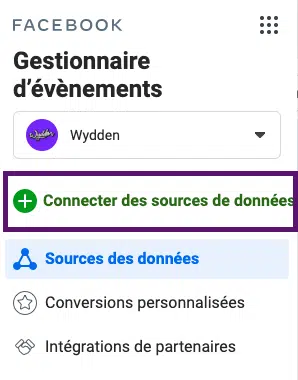 FACEBOOK
Gestionnaire
d'évènements
Wydden
Connecter des sources de données
Sources des données
Conversions personnalisées
Intégrations de partenaires